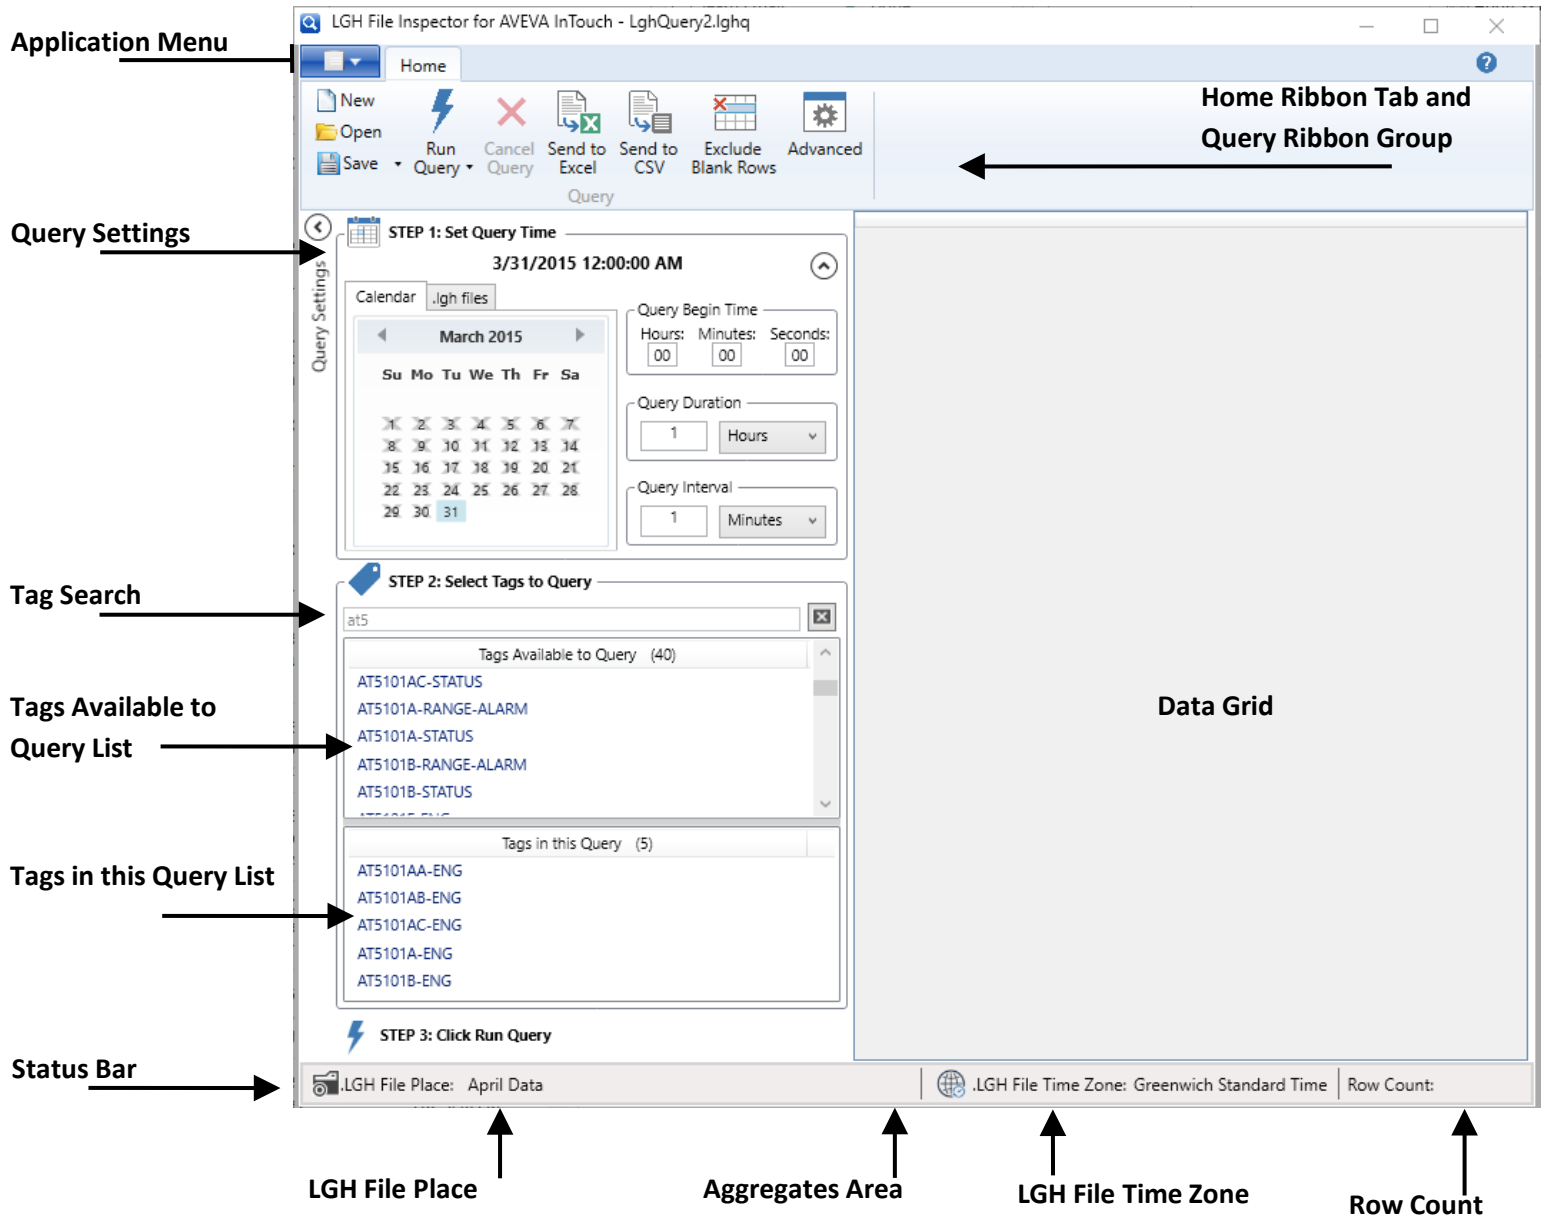 LGH File Inspector for AVEVA InTouch - LghQuery2.lghq
Application Menu
Home
New
Open
Save
Run
Query
Cancel
Query
Send to
Excel
Send to
CSV
Exclude
Blank Rows
Advanced
Query
Home Ribbon Tab and
Query Ribbon Group
Query Settings
Query Settings
STEP 1: Set Query Time
3/31/2015 12:00:00 AM
Calendar
.lgh files
March 2015
Su Mo Tu We Th Fr Sa
1 2 3 4 5 6 7
8 9 10 11 12 13 14
15 16 17 18 19 20 21
22 23 24 25 26 27 28
29 30 31
Query Begin Time
Hours: Minutes: Seconds:
00 00 00
Query Duration
1 Hours
Query Interval
1 Minutes
STEP 2: Select Tags to Query
Tag Search
at5
Tags Available to Query (40)
AT5101AC-STATUS
AT5101A-RANGE-ALARM
AT5101A-STATUS
AT5101B-RANGE-ALARM
AT5101B-STATUS
Tags Available to
Query List
Tags in this Query (5)
AT5101AA-ENG
AT5101AB-ENG
AT5101AC-ENG
AT5101A-ENG
AT5101B-ENG
Tags in this Query List
Data Grid
STEP 3: Click Run Query
Status Bar
.LGH File Place: April Data
.LGH File Time Zone: Greenwich Standard Time
Row Count:
LGH File Place
Aggregates Area
LGH File Time Zone
Row Count